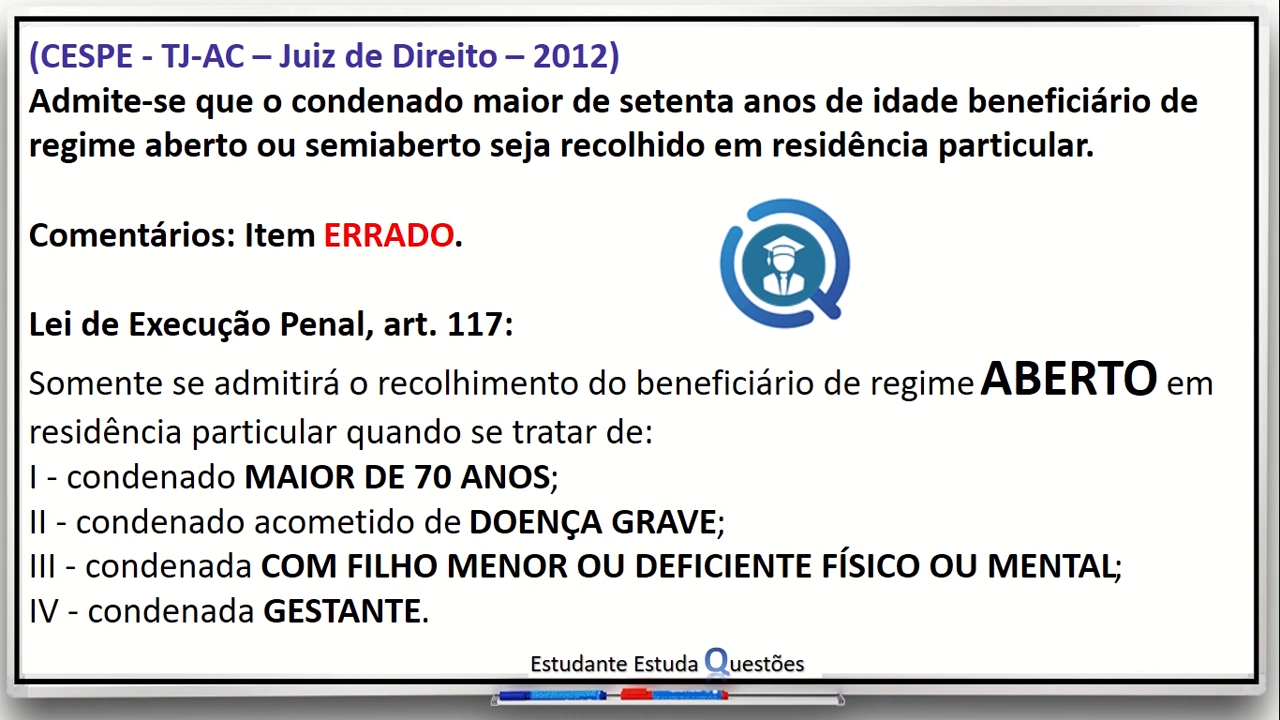 (CESPE - TJ-AC – Juiz de Direito – 2012)
Admite-se que o condenado maior de setenta anos de idade beneficiário de
regime aberto ou semiaberto seja recolhido em residência particular.
Comentários: Item ERRADO.
Lei de Execução Penal, art. 117:
Somente se admitirá o recolhimento do beneficiário de regime ABERTO em
residência particular quando se tratar de:
I - condenado MAIOR DE 70 ANOS;
II - condenado acometido de DOENÇA GRAVE;
III - condenada COM FILHO MENOR OU DEFICIENTE FÍSICO OU MENTAL;
IV - condenada GESTANTE.
Estudante Estuda Questões